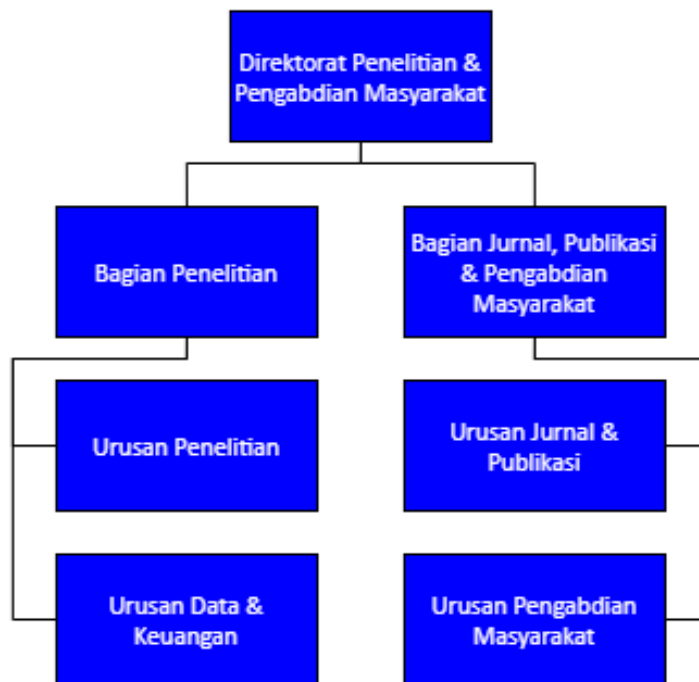 Direktorat Penelitian &
Pengabdian Masyarakat
Bagian Penelitian
Bagian Jurnal, Publikasi
& Pengabdian
Masyarakat
Urusan Penelitian
Urusan Jurnal &
Publikasi
Urusan Data &
Keuangan
Urusan Pengabdian
Masyarakat